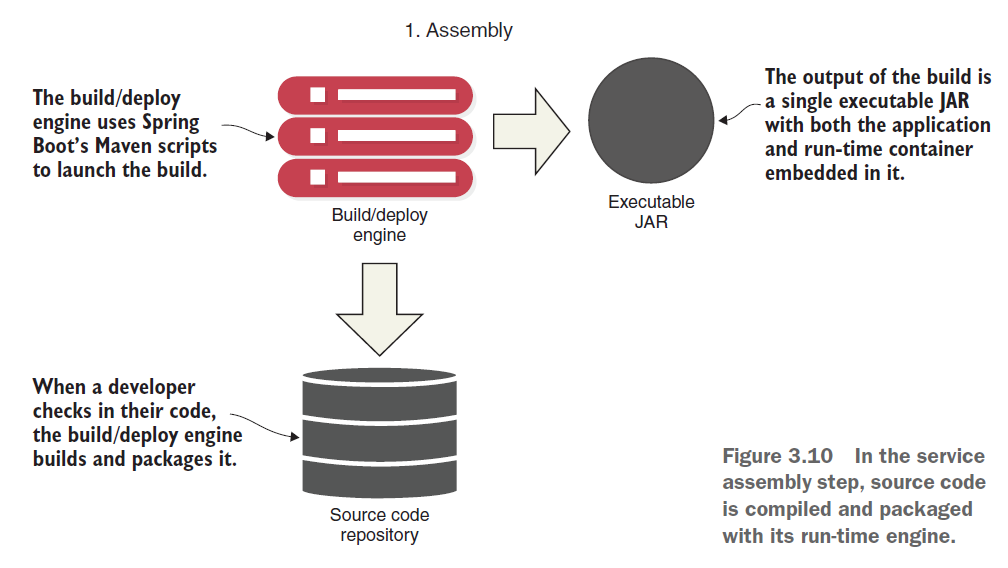 1. Assembly
The build/deploy
engine uses Spring
Boot’s Maven scripts
to launch the build.
Build/deploy
engine
Executable
JAR
The output of the build is
a single executable JAR
with both the application
and run-time container
embedded in it.
When a developer
checks in their code,
the build/deploy engine
builds and packages it.
Source code
repository
Figure 3.10 In the service
assembly step, source code
is compiled and packaged
with its run-time engine.